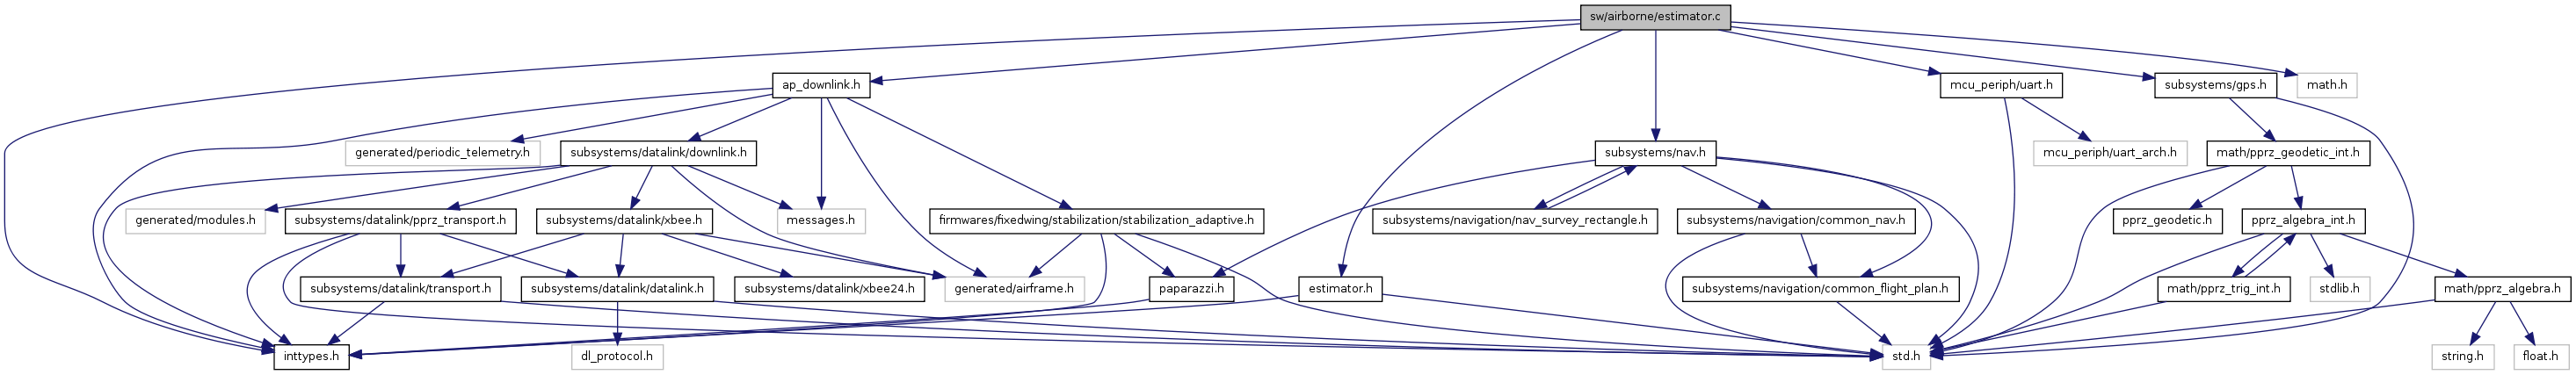 sw/airborne/estimator.c
ap_downlink.h
mcu_periph/uart.h
subsystems/gps.h
math.h
generated/periodic_telemetry.h
subsystems/datalink/downlink.h
subsystems/nav.h
mcu_periph/uart_arch.h
math/pprz_geodetic_int.h
generated/modules.h
subsystems/datalink/pprz_transport.h
subsystems/datalink/xbee.h
messages.h
firmwares/fixedwing/stabilization/stabilization_adaptive.h
subsystems/navigation/nav_survey_rectangle.h
subsystems/navigation/common_nav.h
pprz_geodetic.h
pprz_algebra_int.h
subsystems/datalink/transport.h
subsystems/datalink/datalink.h
subsystems/datalink/xbee24.h
generated/airframe.h
paparazzi.h
estimator.h
subsystems/navigation/common_flight_plan.h
math/pprz_trig_int.h
stdlib.h
math/pprz_algebra.h
inttypes.h
dl_protocol.h
std.h
string.h
float.h